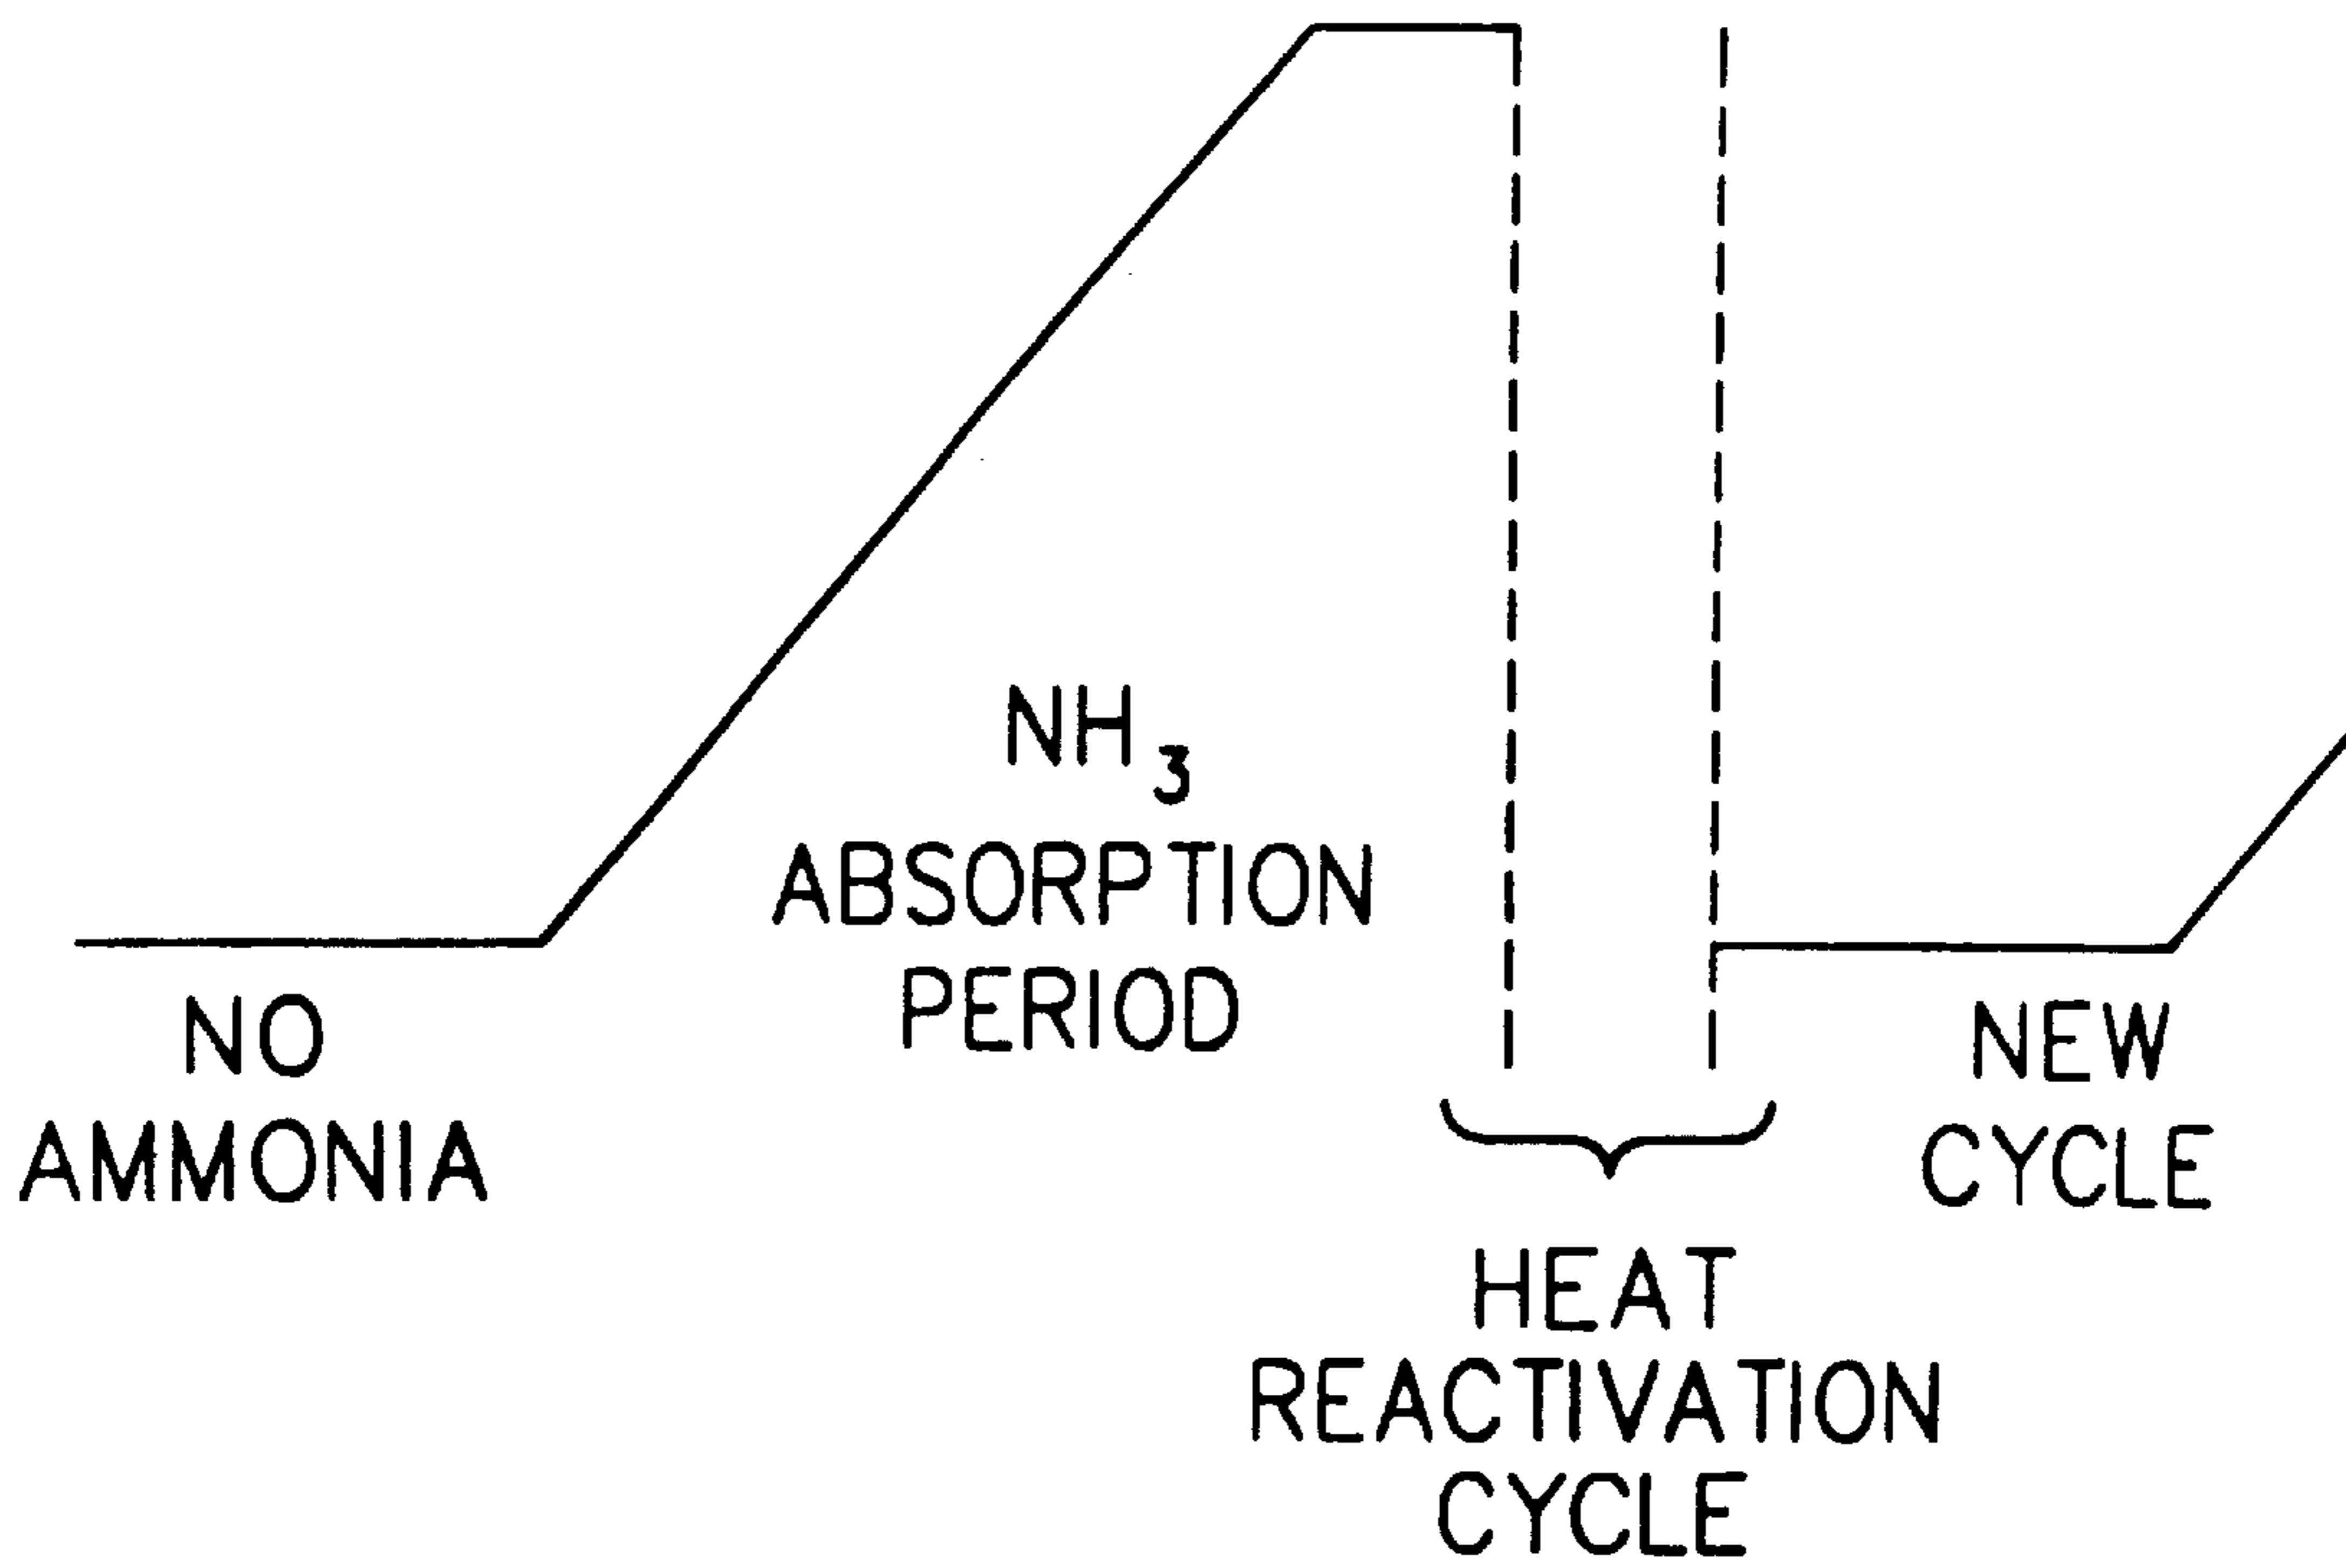 NO
AMMONIA
NH₃
ABSORPTION
PERIOD
HEAT
REACTIVATION
CYCLE
NEW
CYCLE